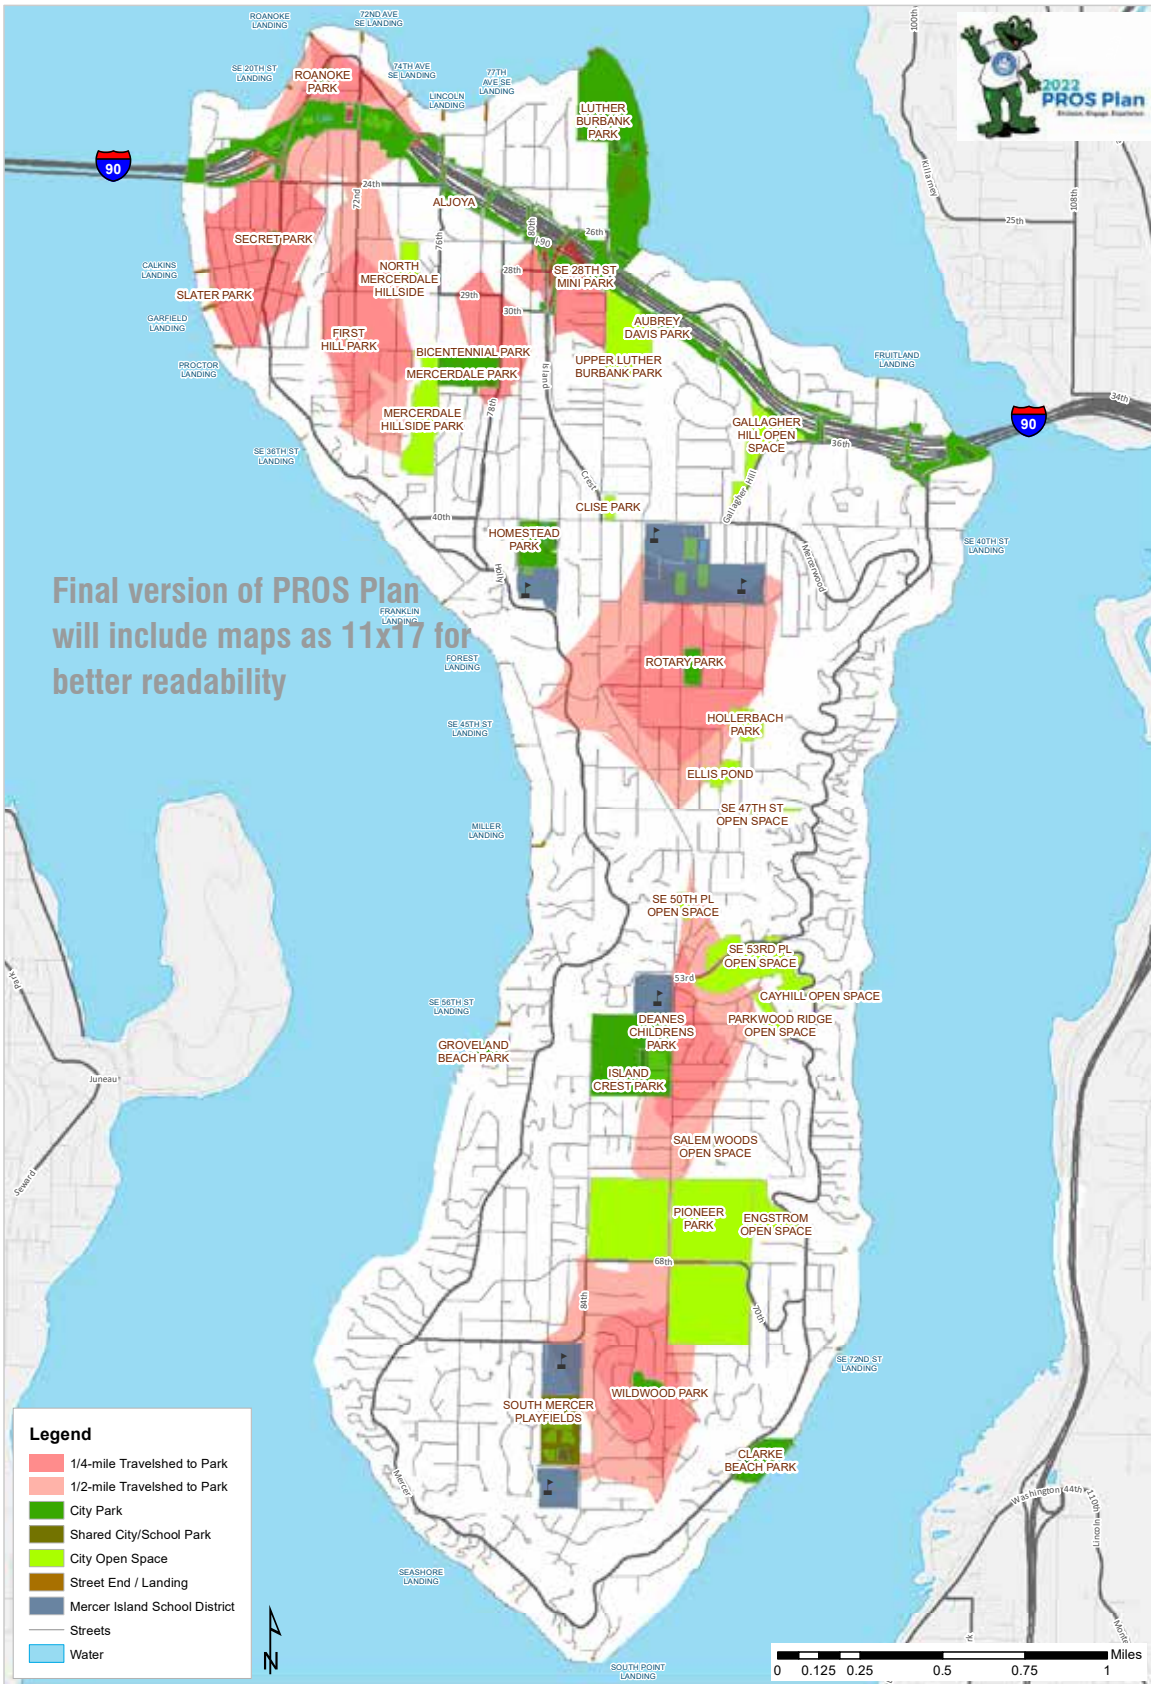 ROANOKE
LANDING
72ND AVE
SE LANDING
SE 20TH ST
LANDING
ROANOKE
PARK
74TH AVE
SE LANDING
77TH
AVE SE
LANDING
LINCOLN
LANDING
LUTHER
BURBANK
PARK
100th
2022
PROS Plan
90
Killarney
108th
25th
24th
72nd
ALJOYA
76th
80th
I-90
26th
SECRET PARK
CALKINS
LANDING
SLATER PARK
NORTH
MERCERDALE
HILLSIDE
28th
SE 28TH ST
MINI PARK
29th
30th
GARFIELD
LANDING
FIRST
HILL PARK
AUBREY
DAVIS PARK
PROCTOR
LANDING
BICENTENNIAL PARK
MERCERDALE PARK
Island
UPPER LUTHER
BURBANK PARK
FRUITLAND
LANDING
34th
90
78th
MERCERDALE
HILLSIDE PARK
GALLAGHER
HILL OPEN
SPACE
36th
SE 36TH ST
LANDING
Crest
Gallagher Hill
CLISE PARK
40th
HOMESTEAD
PARK
SE 40TH ST
LANDING
Mercerwood
Holly
Final version of PROS Plan
will include maps as 11x17 for
better readability
FRANKLIN
LANDING
FOREST
LANDING
ROTARY PARK
SE 45TH ST
LANDING
HOLLERBACH
PARK
ELLIS POND
SE 47TH ST
OPEN SPACE
MILLER
LANDING
SE 50TH PL
OPEN SPACE
SE 53RD PL
OPEN SPACE
53rd
Park
CAYHILL OPEN SPACE
SE 56TH ST
LANDING
DEANES
CHILDRENS
PARK
PARKWOOD RIDGE
OPEN SPACE
GROVELAND
BEACH PARK
Juneau
ISLAND
CREST PARK
SALEM WOODS
OPEN SPACE
Seward
PIONEER
PARK
ENGSTROM
OPEN SPACE
68th
84th
70th
SE 72ND ST
LANDING
WILDWOOD PARK
SOUTH MERCER
PLAYFIELDS
CLARKE
BEACH PARK
Mercer
Washington
44th
110th
Lincoln
SEASHORE
LANDING
SOUTH POINT
LANDING
Legend
1/4-mile Travelshed to Park
1/2-mile Travelshed to Park
City Park
Shared City/School Park
City Open Space
Street End / Landing
Mercer Island School District
Streets
Water
N
Miles
0 0.125 0.25 0.5 0.75 1